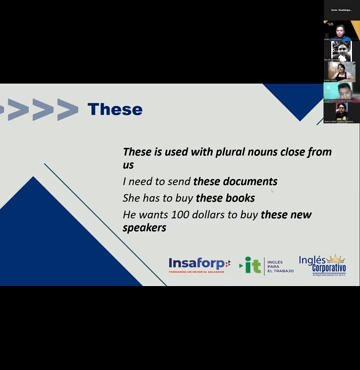 These
These is used with plural nouns close from
us
I need to send these documents
She has to buy these books
He wants 100 dollars to buy these new
speakers
Insaforp
it
INGLÉS
PARA
EL TRABAJO
Inglés
Corporativo